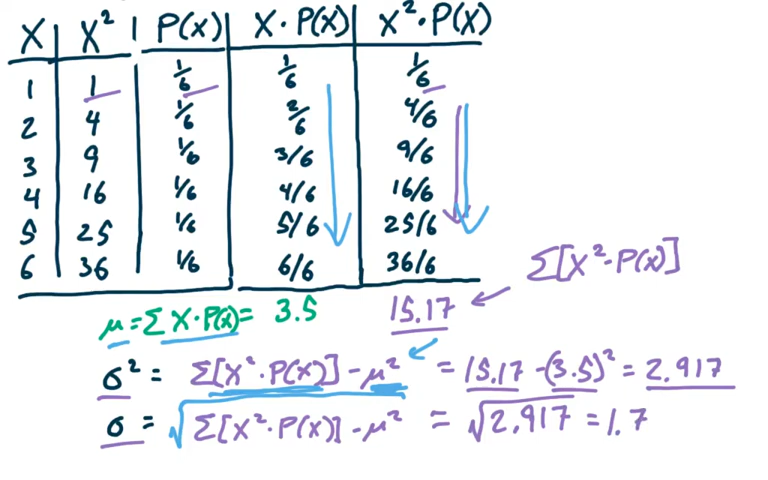 X X² P(X) X · P(X) X² · P(X)
1 1 1/6 1/6 1/6
2 4 1/6 2/6 4/6
3 9 1/6 3/6 9/6
4 16 1/6 4/6 16/6
5 25 1/6 5/6 25/6
6 36 1/6 6/6 36/6
Σ[X² · P(X)]
μ = Σ X · P(X) = 3.5 15.17
σ² = Σ[X² · P(X)] - μ² = 15.17 - (3.5)² = 2.917
σ = √Σ[X² · P(X)] - μ² = √2.917 = 1.7